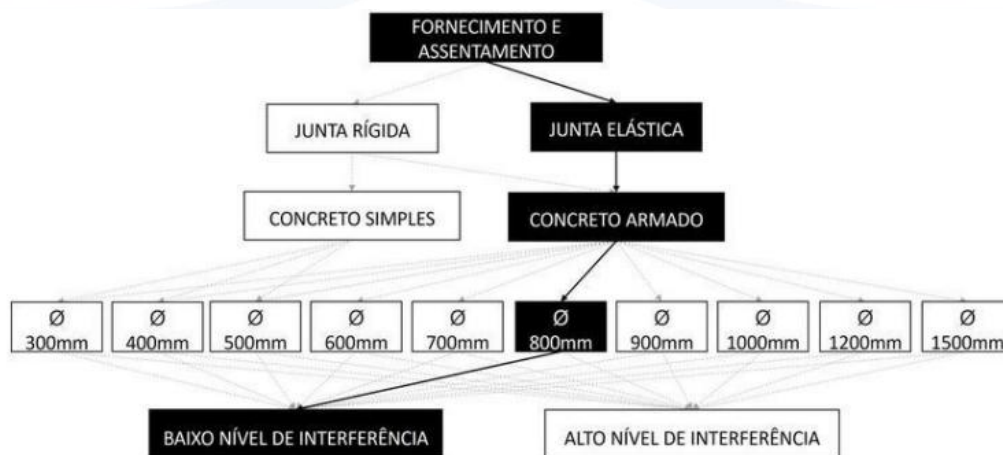 FORNECIMENTO E
ASSENTAMENTO
JUNTA RÍGIDA
JUNTA ELÁSTICA
CONCRETO SIMPLES
CONCRETO ARMADO
Ø
300mm
Ø
400mm
Ø
500mm
Ø
600mm
Ø
700mm
Ø
800mm
Ø
900mm
Ø
1000mm
Ø
1200mm
Ø
1500mm
BAIXO NÍVEL DE INTERFERÊNCIA
ALTO NÍVEL DE INTERFERÊNCIA